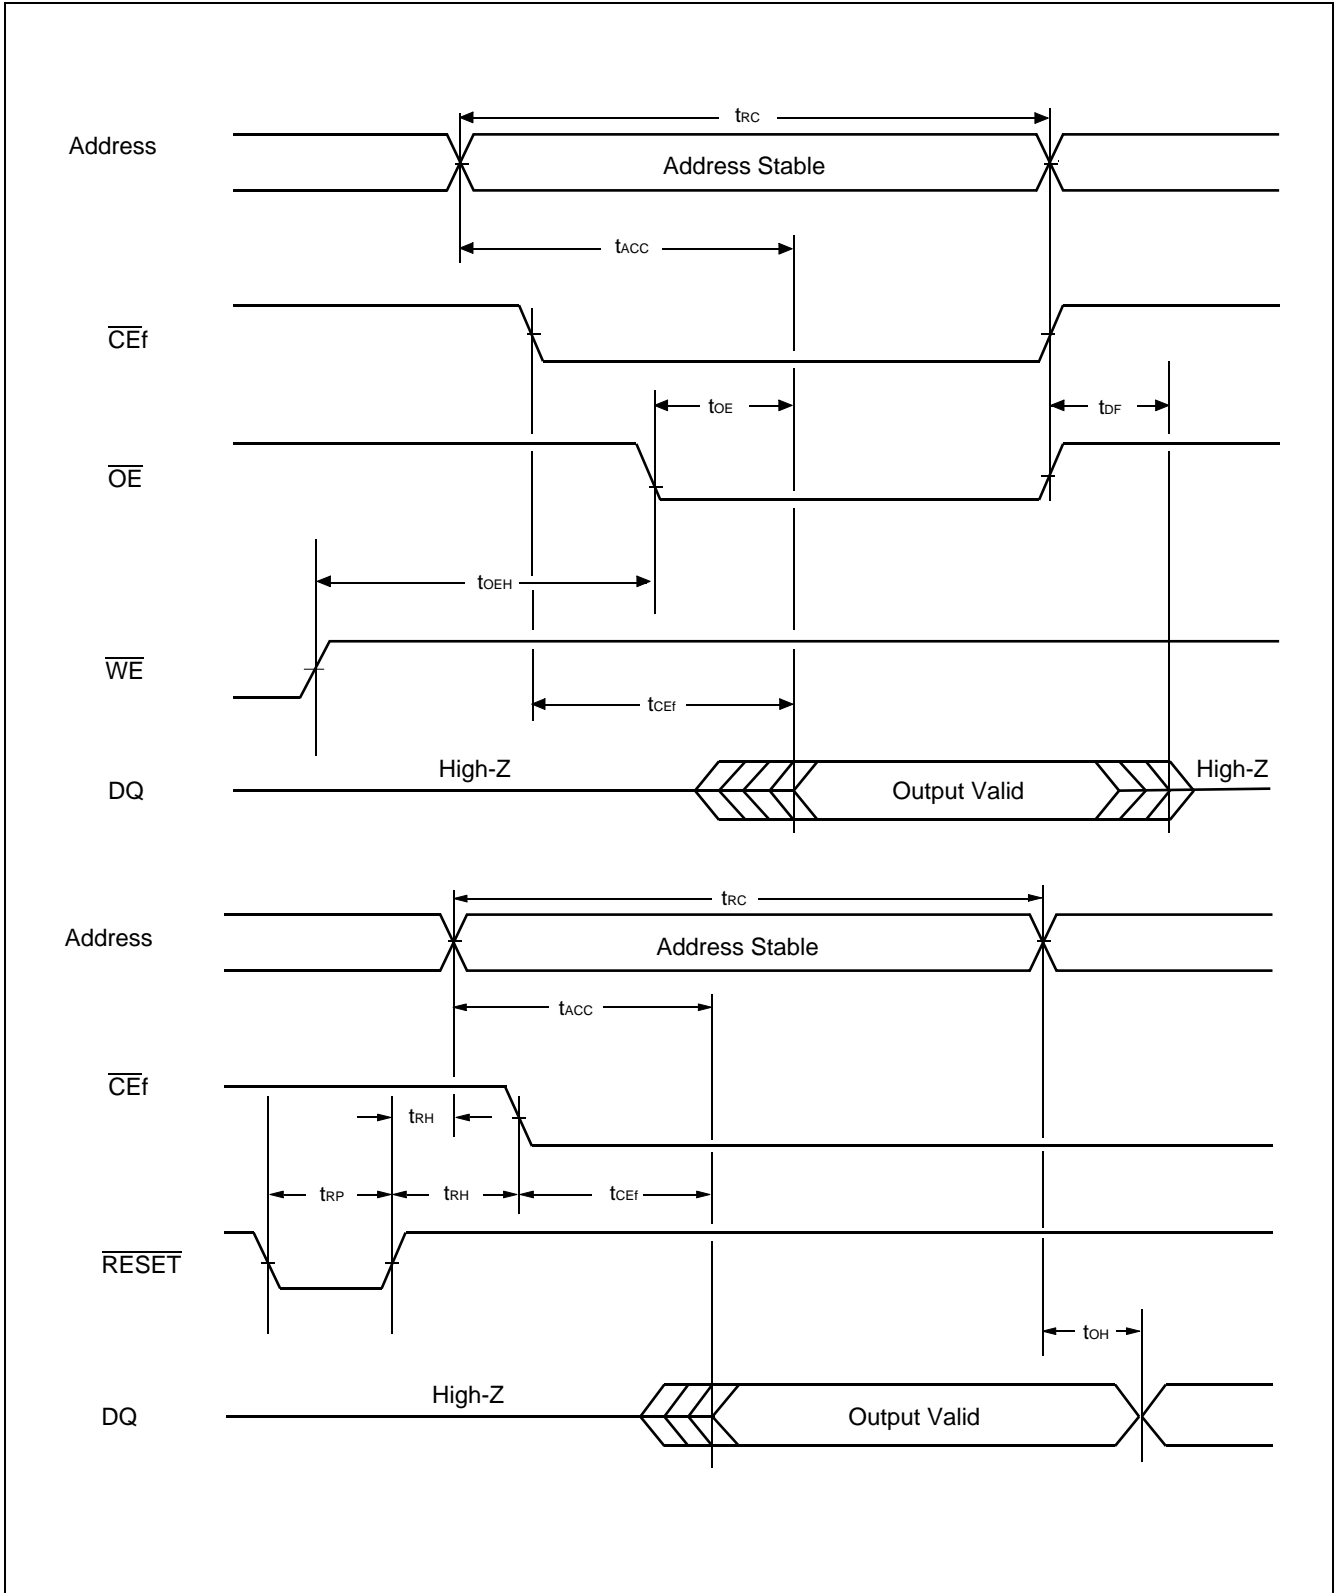 tRC
Address
Address Stable
tACC
CEf
tOE
tDF
OE
tOEH
WE
tCEf
High-Z
High-Z
DQ
Output Valid
tRC
Address
Address Stable
tACC
CEf
tRH
tRP
tRH
tCEf
RESET
tOH
High-Z
DQ
Output Valid